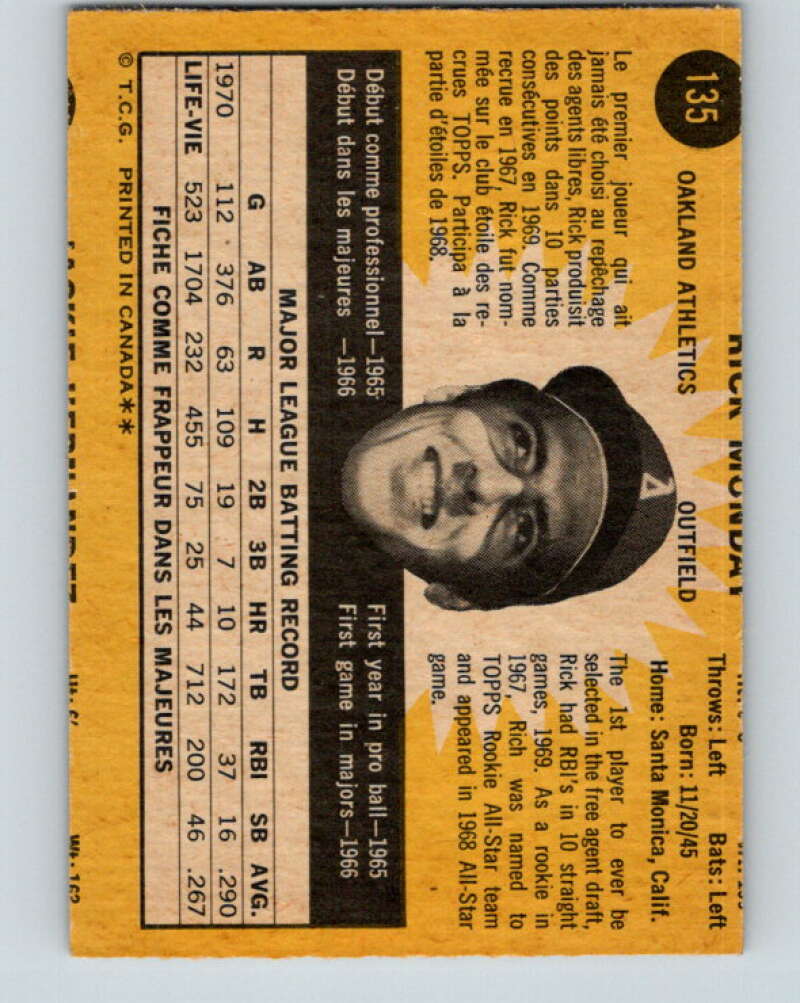 RICK MONDAY
135
OAKLAND ATHLETICS
OUTFIELD
Throws: Left Bats: Left
Born: 11/20/45
Home: Santa Monica, Calif.
Le premier joueur qui ait
jamais été choisi au repêchage
des agents libres, Rick produisit
des points dans 10 parties
consécutives en 1969. Comme
recrue en 1967, Rick fut nom-
mée sur le club étoile des re-
crues TOPPS. Participa à la
partie d'étoiles de 1968.
A
The 1st player to ever be
selected in the free agent draft,
Rick had RBI's in 10 straight
games, 1969. As a rookie in
1967, Rich was named to
TOPPS Rookie All-Star team
and appeared in 1968 All-Star
game.
Début comme professionnel—1965
Début dans les majeures —1966
First year in pro ball—1965
First game in majors—1966
MAJOR LEAGUE BATTING RECORD
G AB R H 2B 3B HR TB RBI SB AVG.
1970 112 376 63 109 19 7 10 172 37 16 .290
LIFE-VIE 523 1704 232 455 75 25 44 712 200 46 .267
FICHE COMME FRAPPEUR DANS LES MAJEURES
© T.C.G. PRINTED IN CANADA**